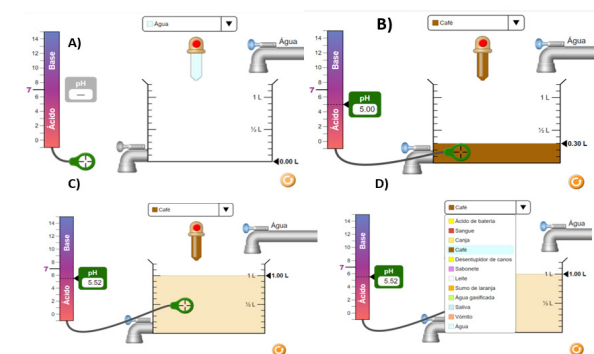 A)
Água
Água
14
12
10
8
7
6
4
2
0
Base
Ácido
pH
—
1 L
½ L
0.00 L
B)
Café
Água
14
12
10
8
7
6
4
2
0
Base
Ácido
pH
5.00
1 L
½ L
0.30 L
C)
Café
Água
14
12
10
8
7
6
4
2
0
Base
Ácido
pH
5.52
1 L
½ L
1.00 L
D)
Café
Ácido de bateria
Sangue
Canja
Café
Desentupidor de canos
Sabonete
Leite
Sumo de laranja
Água gasificada
Saliva
Vómito
Água
Água
14
12
10
8
7
6
4
2
0
Base
Ácido
pH
5.52
1 L
½ L
1.00 L